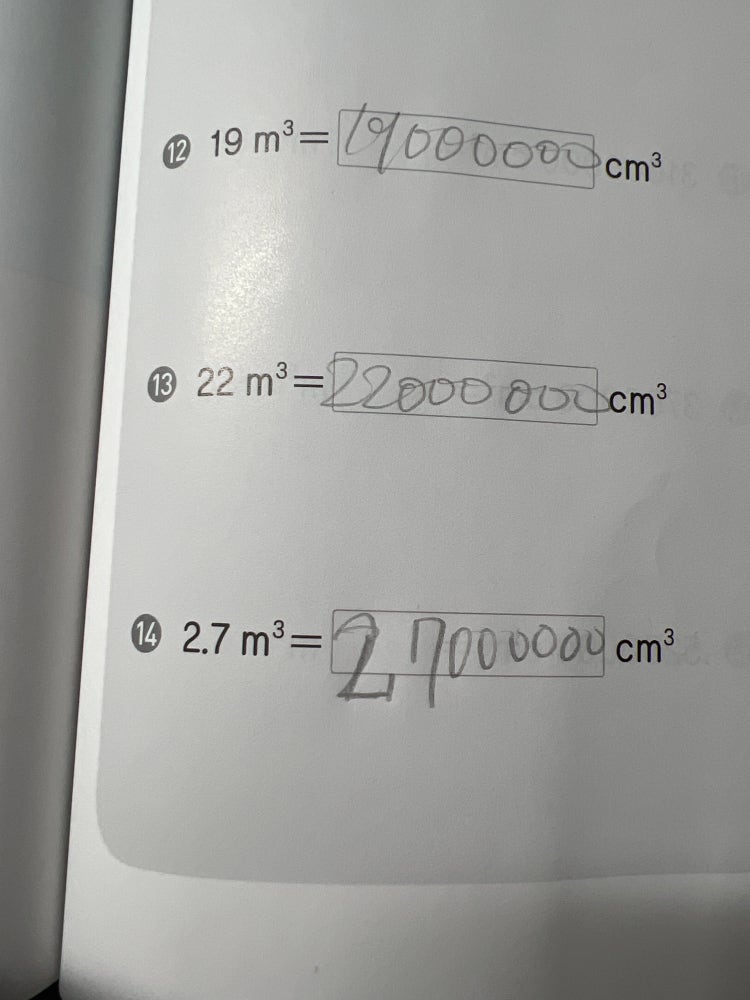 ⑫ 19 m³= 19000000 cm³
⑬ 22 m³= 22000000 cm³
⑭ 2.7 m³= 27000000 cm³